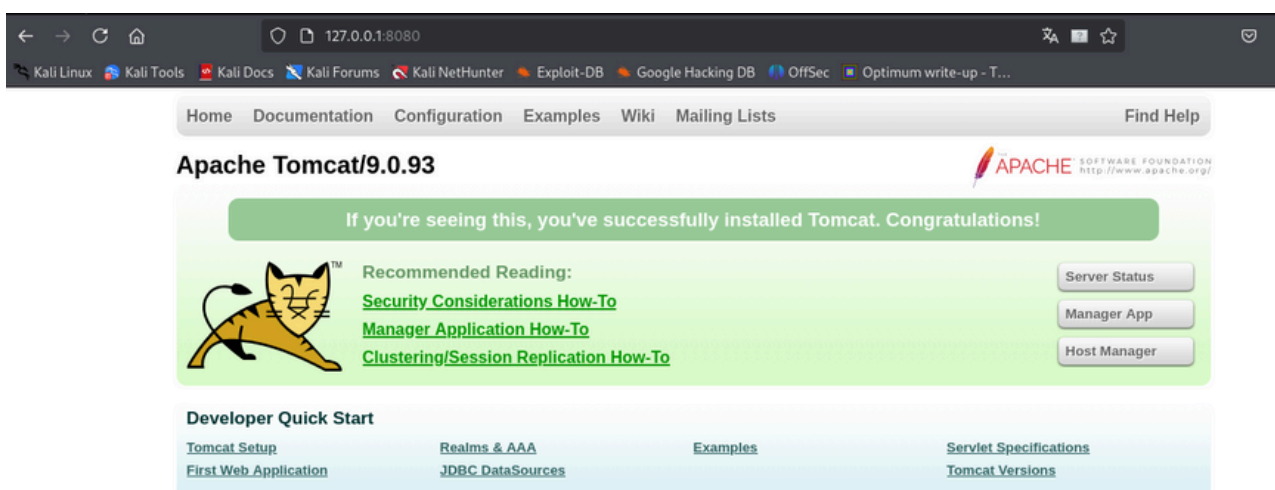 127.0.0.1:8080
Kali Linux Kali Tools Kali Docs Kali Forums Kali NetHunter Exploit-DB Google Hacking DB OffSec Optimum write-up - T...
Home Documentation Configuration Examples Wiki Mailing Lists Find Help
Apache Tomcat/9.0.93
THE APACHE SOFTWARE FOUNDATION
http://www.apache.org/
If you're seeing this, you've successfully installed Tomcat. Congratulations!
TM
Recommended Reading:
Security Considerations How-To
Manager Application How-To
Clustering/Session Replication How-To
Server Status
Manager App
Host Manager
Developer Quick Start
Tomcat Setup Realms & AAA Examples Servlet Specifications
First Web Application JDBC DataSources Tomcat Versions